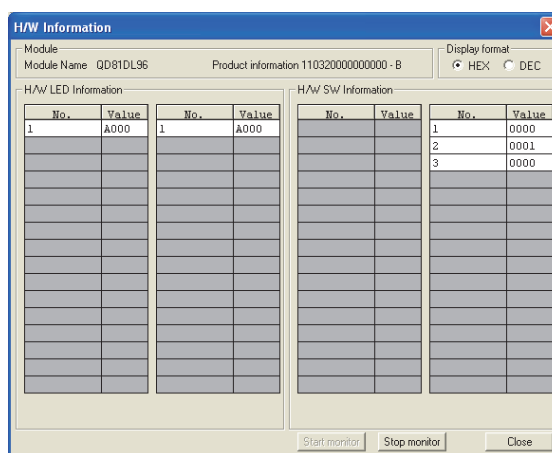 H/W Information
Module
Module Name QD81DL96 Product information 110320000000000 - B
Display format
HEX DEC
H/W LED Information
No. Value No. Value
1 A000 1 A000
H/W SW Information
No. Value No. Value
1 0000
2 0001
3 0000
Start monitor Stop monitor Close